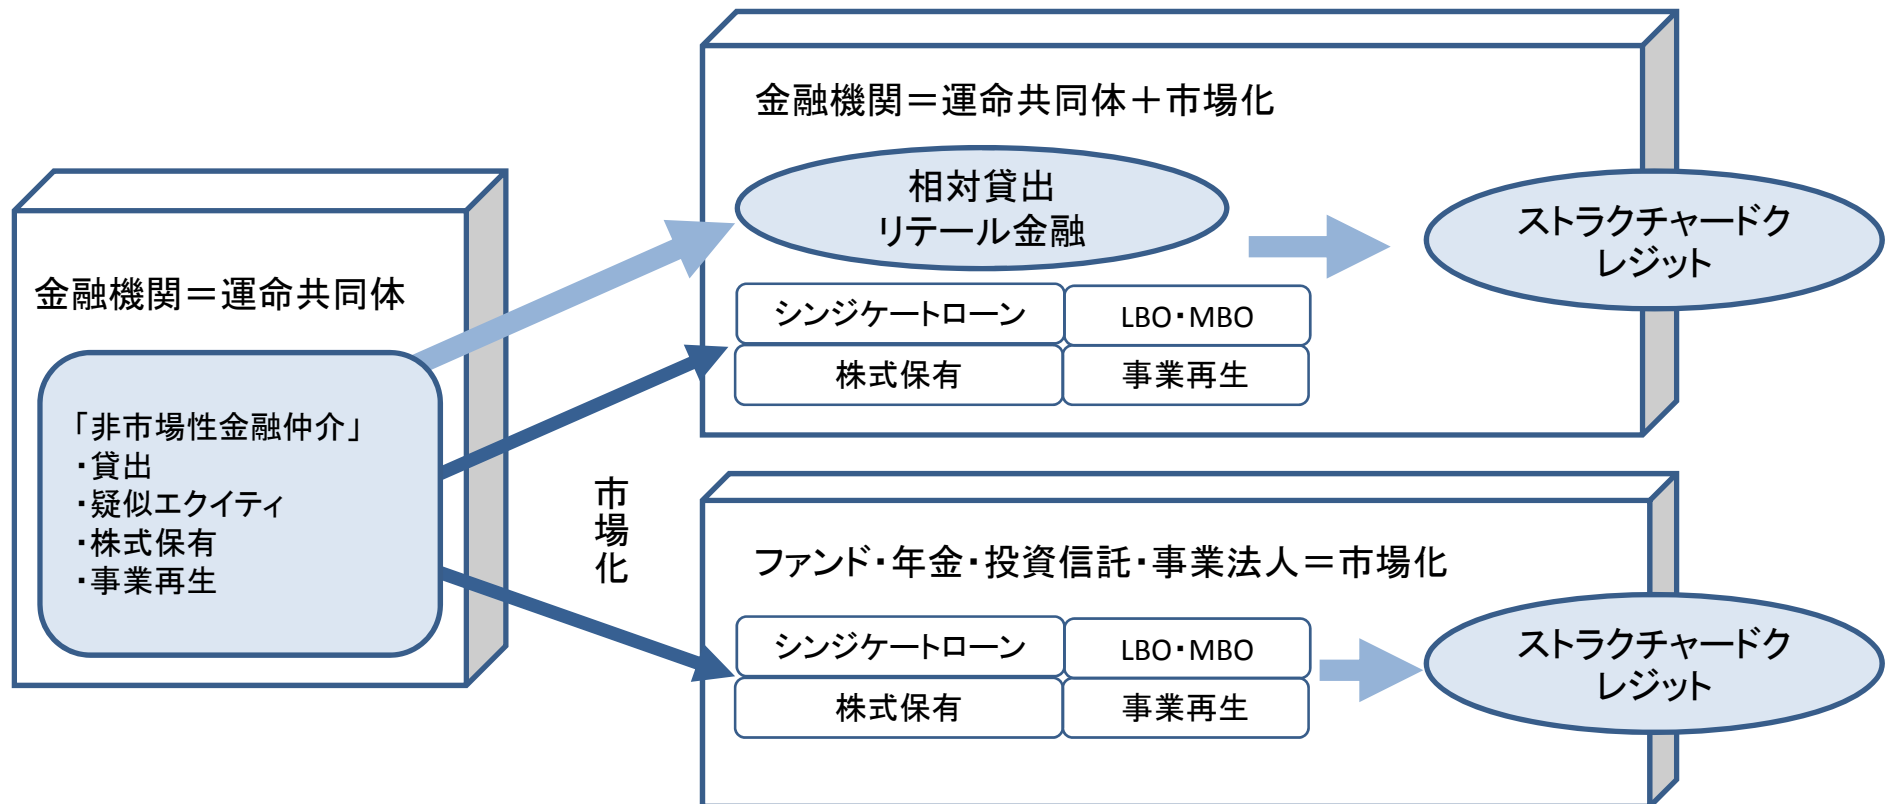 金融機関＝運命共同体
「非市場性金融仲介」
・貸出
・疑似エクイティ
・株式保有
・事業再生
市
場
化
金融機関＝運命共同体＋市場化
相対貸出
リテール金融
シンジケートローン
LBO・MBO
株式保有
事業再生
ストラクチャードク
レジット
ファンド・年金・投資信託・事業法人＝市場化
シンジケートローン
LBO・MBO
株式保有
事業再生
ストラクチャードク
レジット